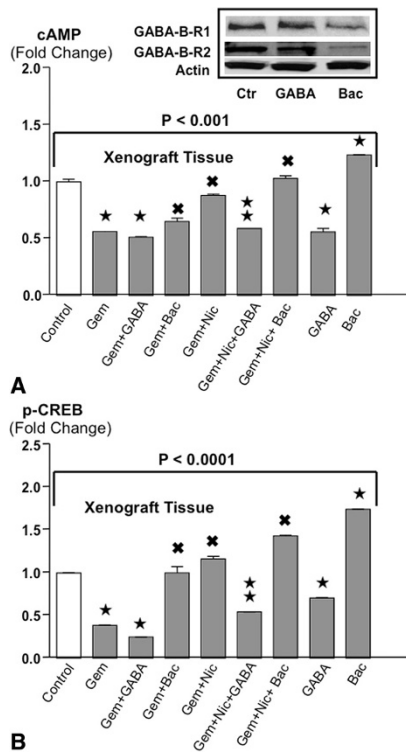 cAMP
(Fold Change)
GABA-B-R1
GABA-B-R2
Actin
Ctr GABA Bac
2.0
1.5
1.0
0.5
0.0
P < 0.001
Xenograft Tissue
Control
Gem
Gem+GABA
Gem+Bac
Gem+Nic
Gem+Nic+GABA
Gem+Nic+ Bac
GABA
Bac
A
p-CREB
(Fold Change)
2.5
2.0
1.5
1.0
0.5
0.0
P < 0.0001
Xenograft Tissue
Control
Gem
Gem+GABA
Gem+Bac
Gem+Nic
Gem+Nic+GABA
Gem+Nic+ Bac
GABA
Bac
B